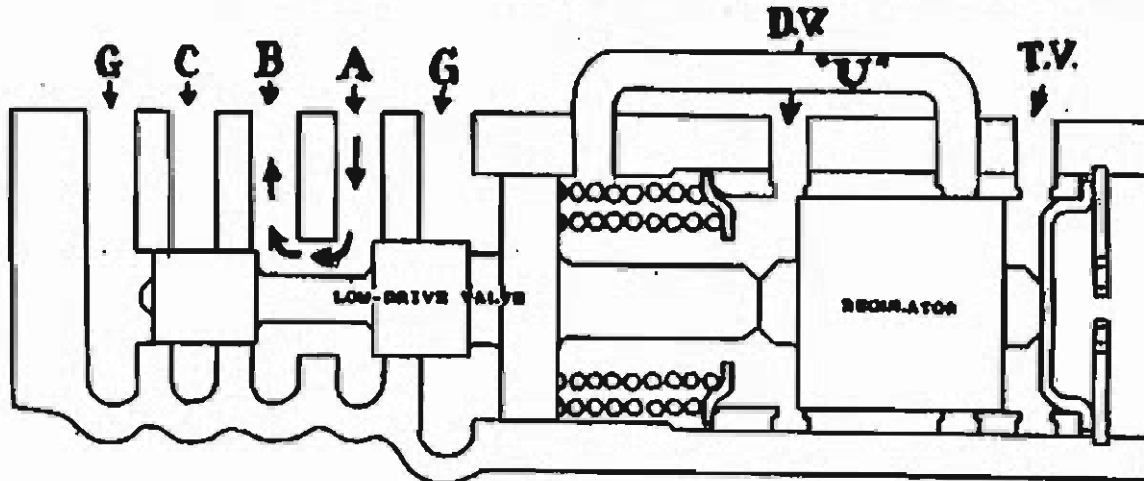 D.V.
G C B A G "U" T.V.
LOW-DRIVE VALVE REGULATOR